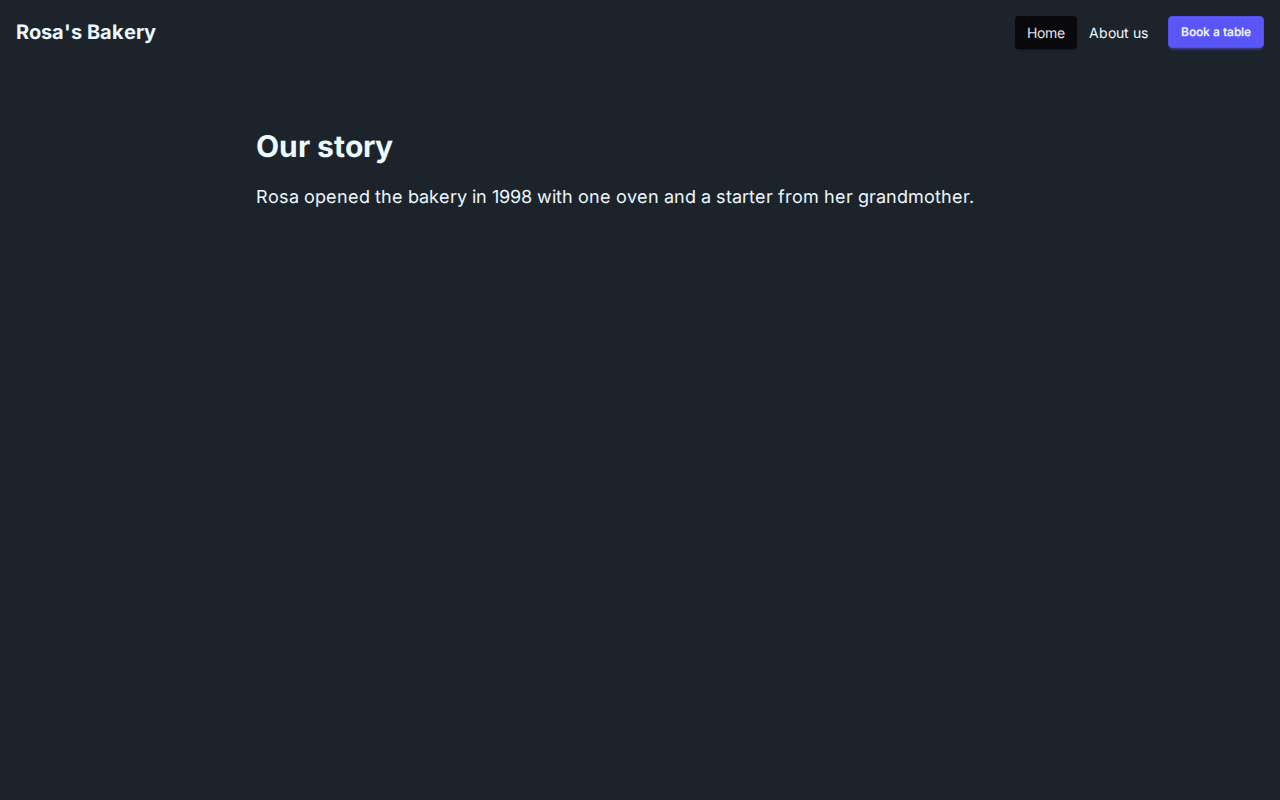 Rosa's Bakery
Home
About us
Book a table
Our story
Rosa opened the bakery in 1998 with one oven and a starter from her grandmother.